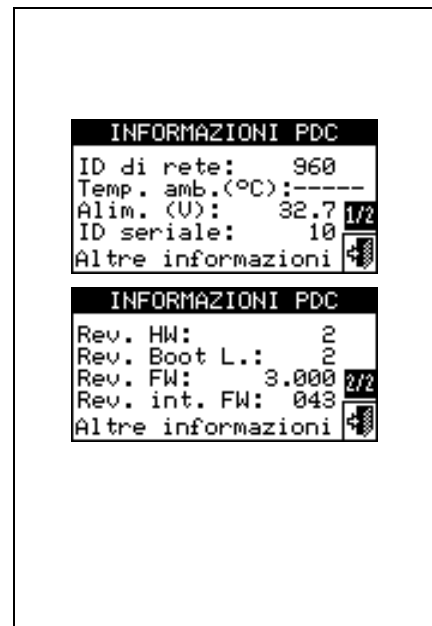 INFORMAZIONI PDC
ID di rete: 960
Temp. amb.(ºC):-----
Alim. (V): 32.7
1/2
ID seriale: 10
Altre informazioni
INFORMAZIONI PDC
Rev. HW: 2
Rev. Boot L.: 2
Rev. FW: 3.000
2/2
Rev. int. FW: 043
Altre informazioni